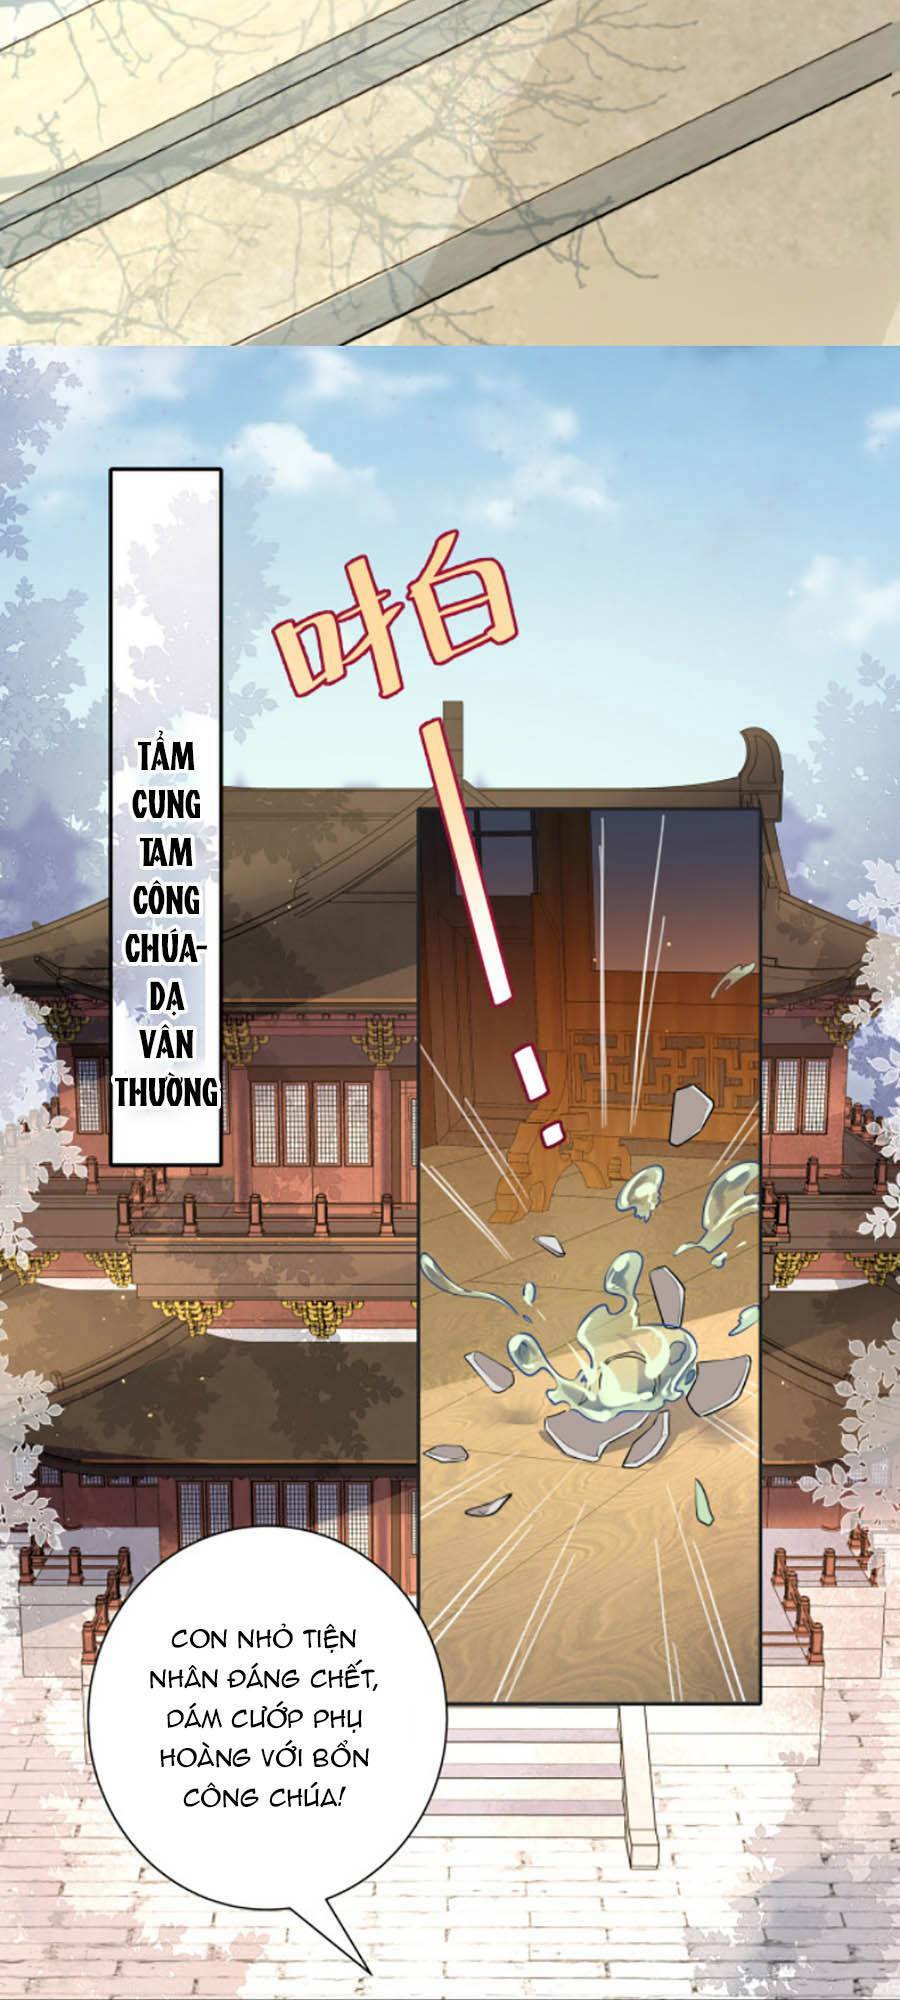 啪!
TẨM
CUNG
TAM
CÔNG
CHÚA-
DẠ
VÂN
THƯỜNG
CON NHỎ TIỆN
NHÂN ĐÁNG CHẾT,
DÁM CƯỚP PHỤ
HOÀNG VỚI BỔN
CÔNG CHÚA!